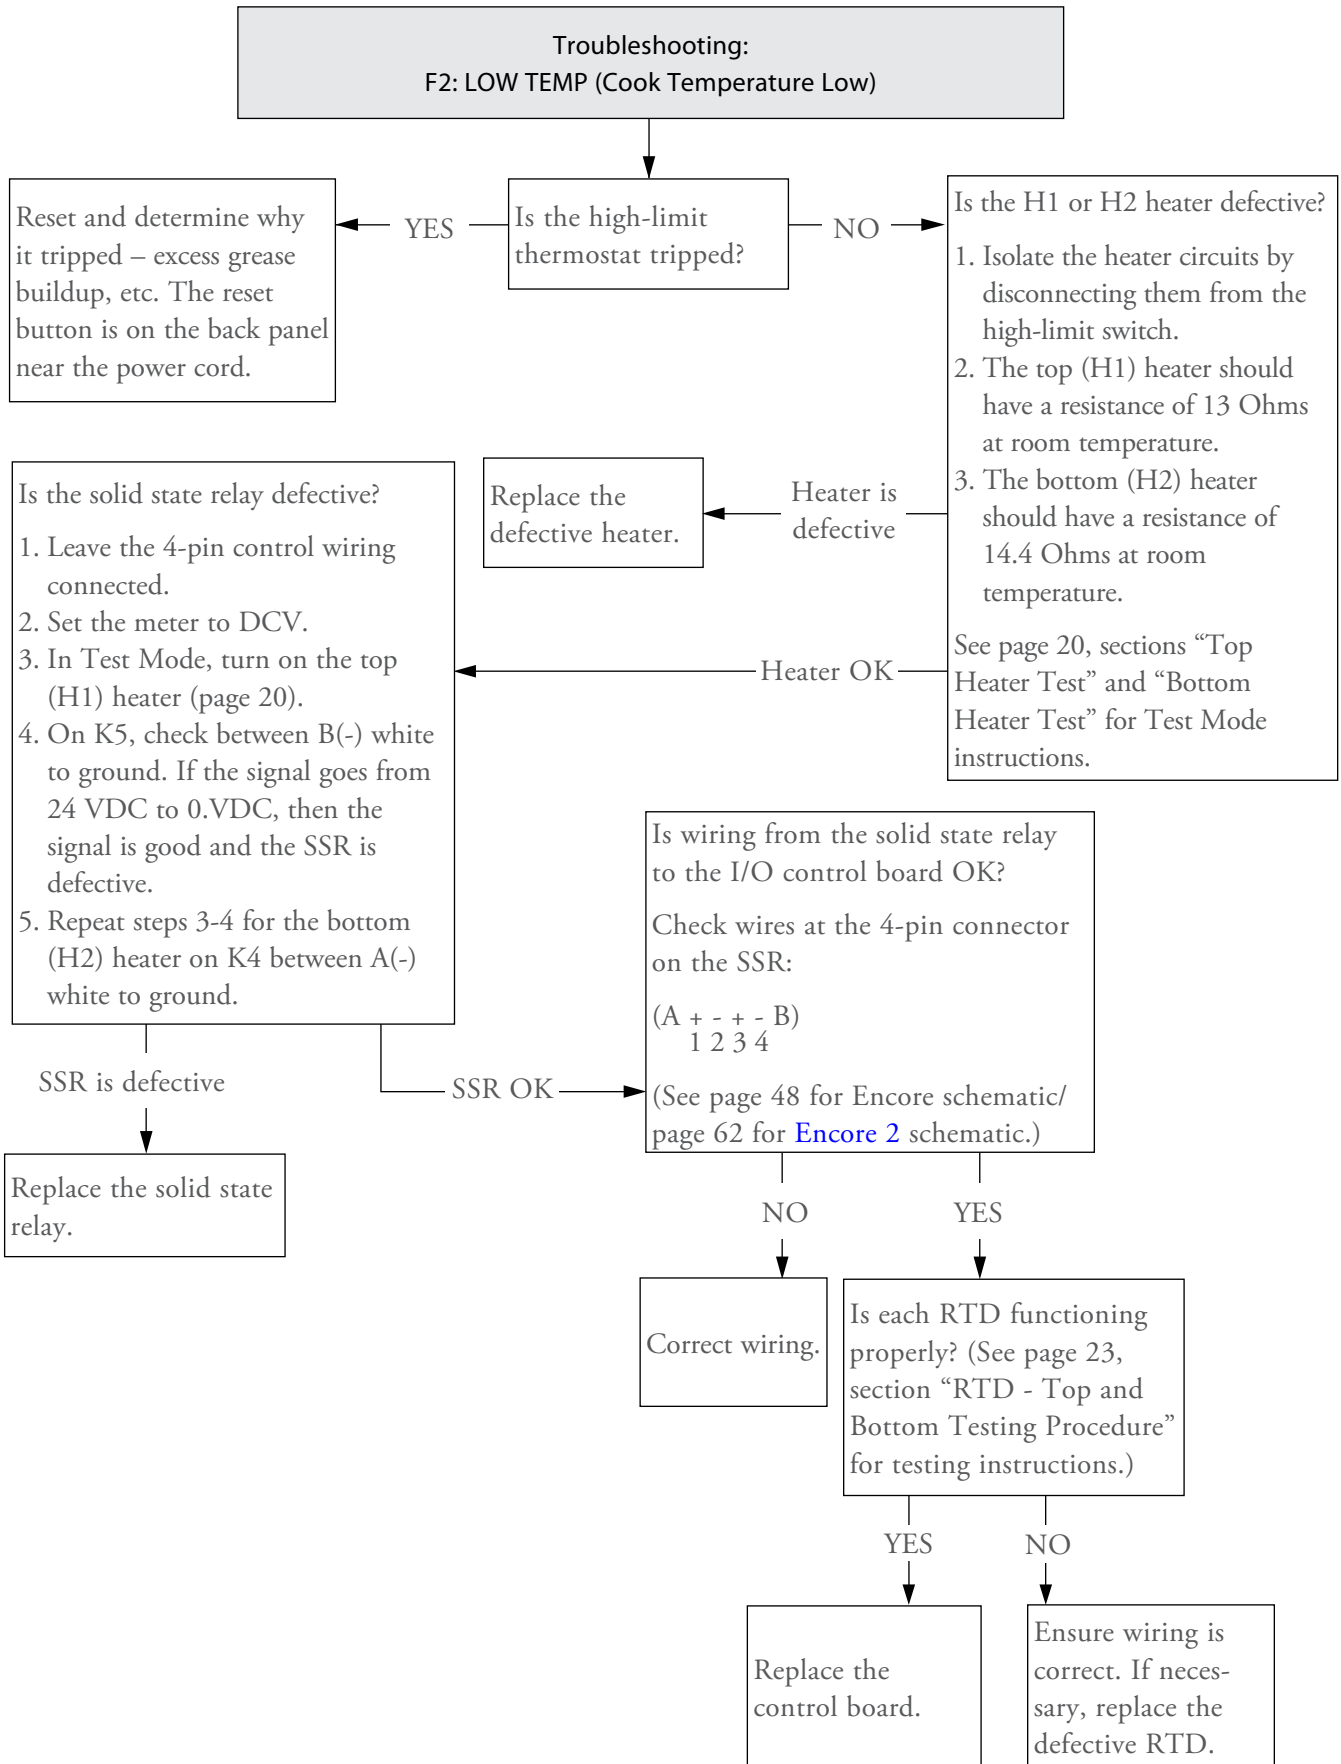 Troubleshooting:
F2: LOW TEMP (Cook Temperature Low)
Is the high-limit
thermostat tripped?
YES
Reset and determine why
it tripped – excess grease
buildup, etc. The reset
button is on the back panel
near the power cord.
NO
Is the H1 or H2 heater defective?
1. Isolate the heater circuits by
disconnecting them from the
high-limit switch.
2. The top (H1) heater should
have a resistance of 13 Ohms
at room temperature.
3. The bottom (H2) heater
should have a resistance of
14.4 Ohms at room
temperature.
See page 20, sections “Top
Heater Test” and “Bottom
Heater Test” for Test Mode
instructions.
Heater is
defective
Replace the
defective heater.
Heater OK
Is the solid state relay defective?
1. Leave the 4-pin control wiring
connected.
2. Set the meter to DCV.
3. In Test Mode, turn on the top
(H1) heater (page 20).
4. On K5, check between B(-) white
to ground. If the signal goes from
24 VDC to 0.VDC, then the
signal is good and the SSR is
defective.
5. Repeat steps 3-4 for the bottom
(H2) heater on K4 between A(-)
white to ground.
SSR is defective
Replace the solid state
relay.
SSR OK
Is wiring from the solid state relay
to the I/O control board OK?
Check wires at the 4-pin connector
on the SSR:
(A + - + - B)
1 2 3 4
(See page 48 for Encore schematic/
page 62 for Encore 2 schematic.)
NO
Correct wiring.
YES
Is each RTD functioning
properly? (See page 23,
section “RTD - Top and
Bottom Testing Procedure”
for testing instructions.)
YES
Replace the
control board.
NO
Ensure wiring is
correct. If neces-
sary, replace the
defective RTD.